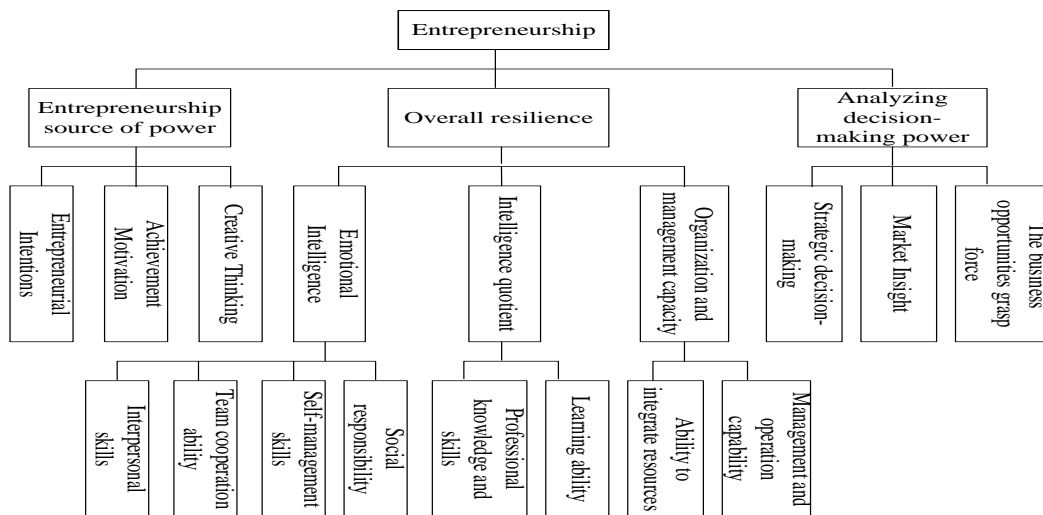 Entrepreneurship
Entrepreneurship
source of power
Overall resilience
Analyzing
decision-
making power
Entrepreneurial
Intentions
Achievement
Motivation
Creative Thinking
Emotional
Intelligence
Intelligence quotient
Organization and
management capacity
Strategic decision-
making
Market Insight
The business
opportunities grasp
force
Interpersonal
skills
Team cooperation
ability
Self-management
skills
Social
responsibility
Professional
knowledge and
skills
Learning ability
Ability to
integrate resources
Management and
operation
capability